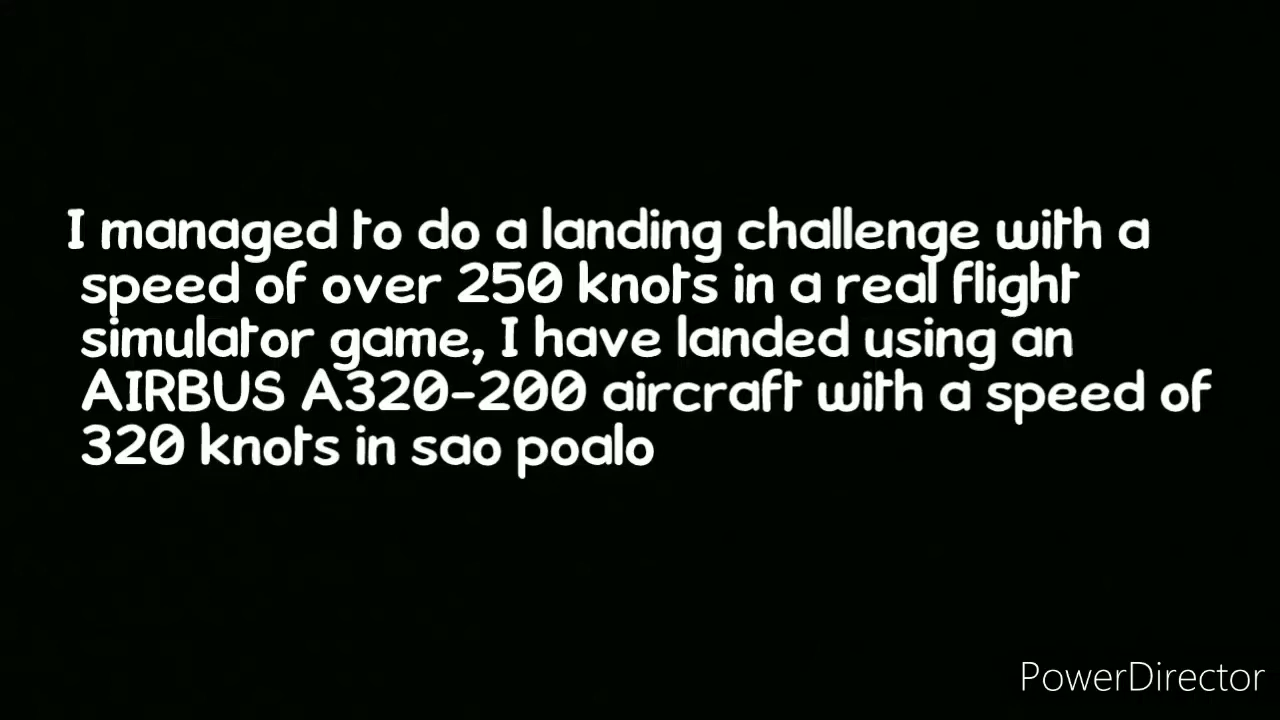 I managed to do a landing challenge with a
speed of over 250 knots in a real flight
simulator game, I have landed using an
AIRBUS A320-200 aircraft with a speed of
320 knots in sao poalo
PowerDirector